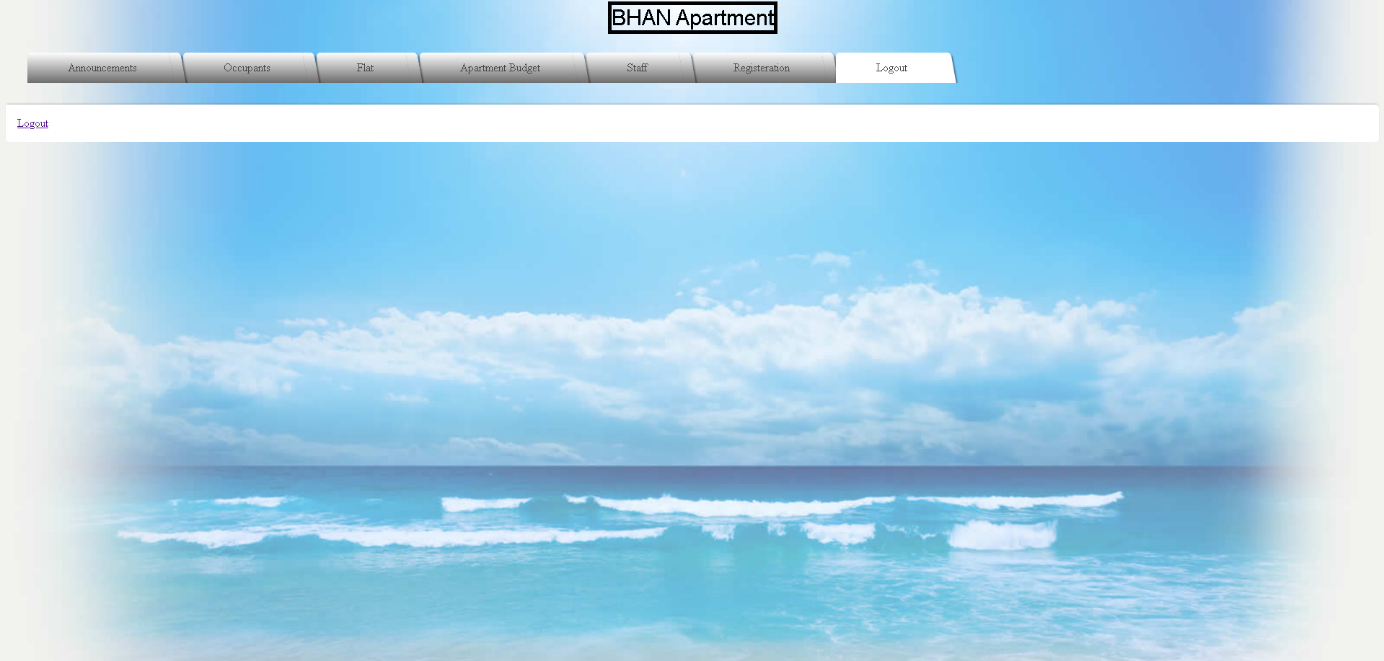 BHAN Apartment
Announcements Occupants Flat Apartment Budget Staff Registeration Logout
Logout